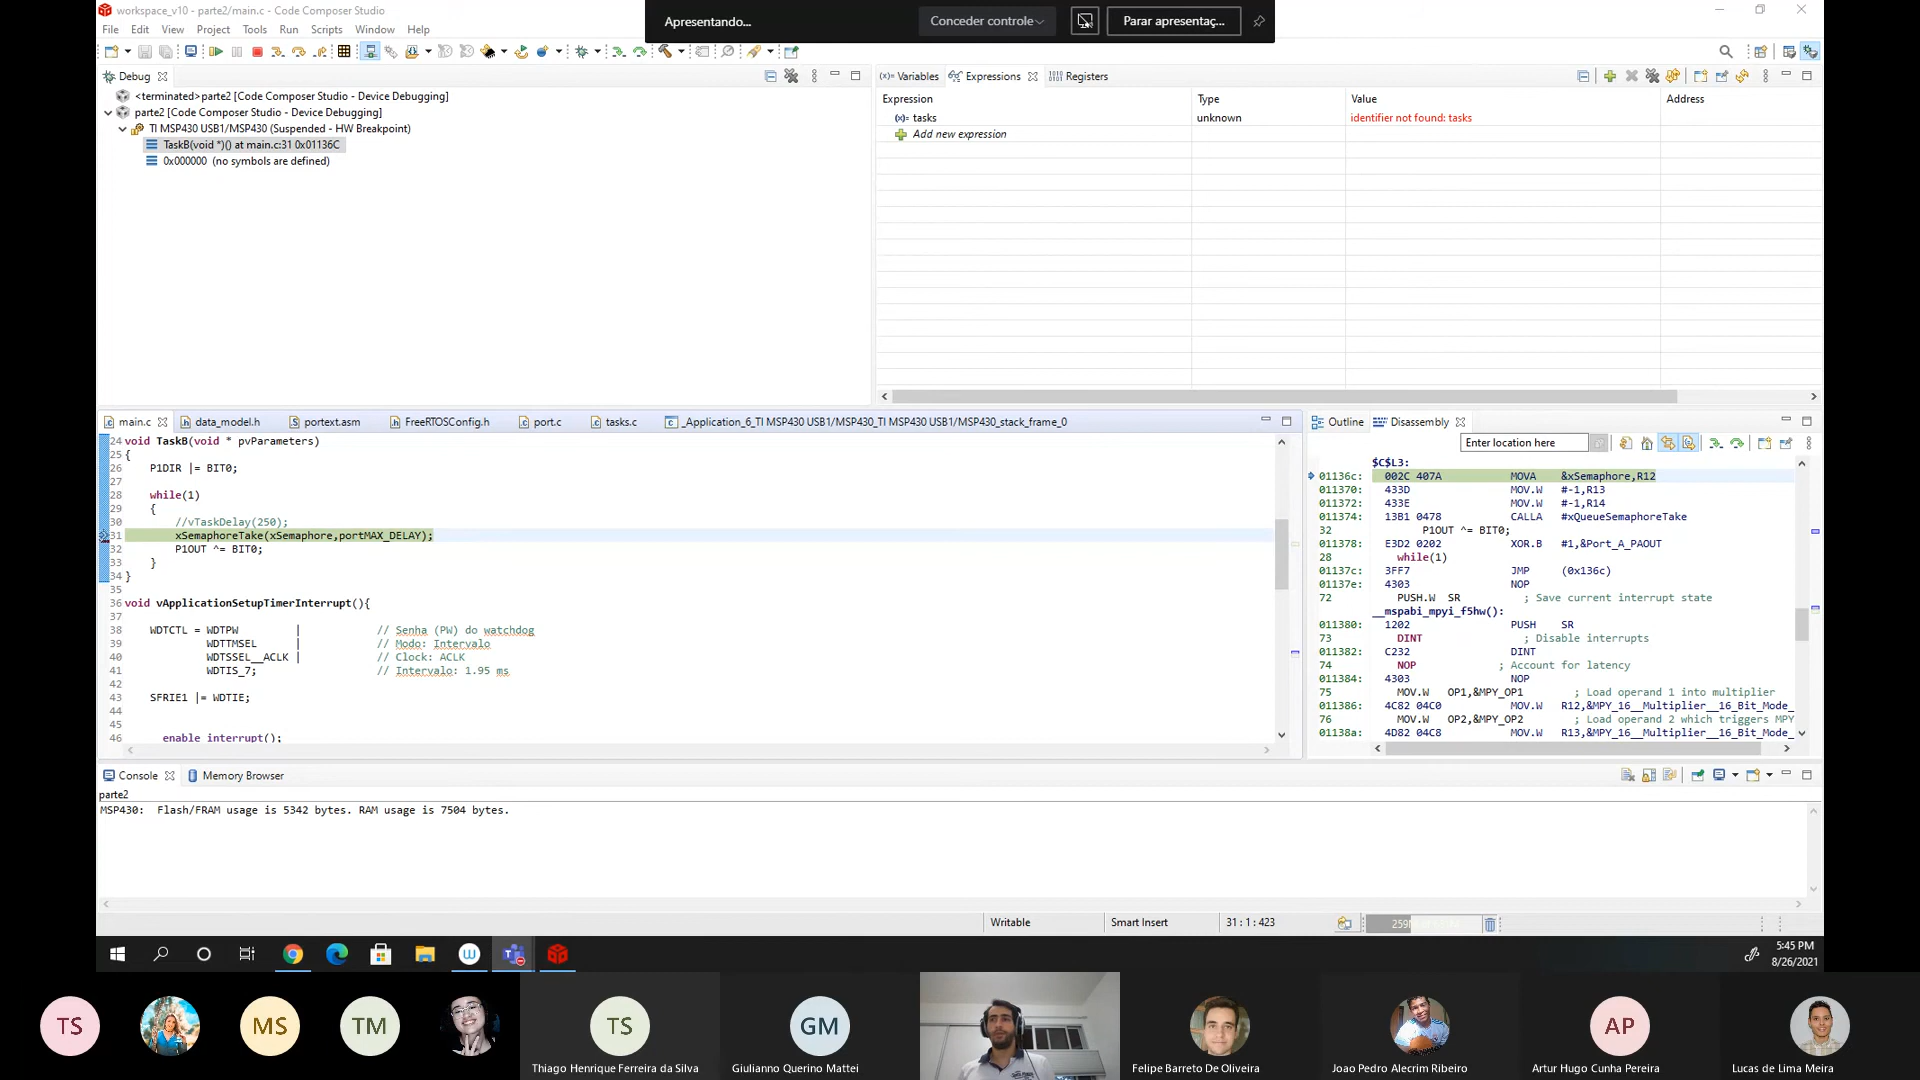 workspace_v10 - parte2/main.c - Code Composer Studio
Apresentando...
Conceder controle
Parar apresentaç...
File Edit View Project Tools Run Scripts Window Help
Debug
<terminated>parte2 [Code Composer Studio - Device Debugging]
parte2 [Code Composer Studio - Device Debugging]
TI MSP430 USB1/MSP430 (Suspended - HW Breakpoint)
TaskB(void *)() at main.c:31 0x01136C
0x000000 (no symbols are defined)
(x)= Variables Expressions Registers
Expression Type Value Address
(x)= tasks unknown identifier not found: tasks
Add new expression
main.c data_model.h portext.asm FreeRTOSConfig.h port.c tasks.c _Application_6_TI MSP430 USB1/MSP430_TI MSP430 USB1/MSP430_stack_frame_0
24 void TaskB(void * pvParameters)
25 {
26 P1DIR |= BIT0;
27
28 while(1)
29 {
30 //vTaskDelay(250);
31 xSemaphoreTake(xSemaphore,portMAX_DELAY);
32 P1OUT ^= BIT0;
33 }
34 }
35
36 void vApplicationSetupTimerInterrupt(){
37
38 WDTCTL = WDTPW | // Senha (PW) do watchdog
39 WDTTMSEL | // Modo: Intervalo
40 WDTSSEL__ACLK | // Clock: ACLK
41 WDTIS_7; // Intervalo: 1.95 ms
42
43 SFRIE1 |= WDTIE;
44
45
46 enable interrupt();
Outline Disassembly
Enter location here
$C$L3:
01136c: 002C 407A MOVA &xSemaphore,R12
011370: 433D MOV.W #-1,R13
011372: 433E MOV.W #-1,R14
011374: 13B1 0478 CALLA #xQueueSemaphoreTake
32 P1OUT ^= BIT0;
011378: E3D2 0202 XOR.B #1,&Port_A_PAOUT
28 while(1)
01137c: 3FF7 JMP (0x136c)
01137e: 4303 NOP
72 PUSH.W SR ; Save current interrupt state
__mspabi_mpyi_f5hw():
011380: 1202 PUSH SR
73 DINT ; Disable interrupts
011382: C232 DINT
74 NOP ; Account for latency
011384: 4303 NOP
75 MOV.W OP1,&MPY_OP1 ; Load operand 1 into multiplier
011386: 4C82 04C0 MOV.W R12,&MPY_16__Multiplier__16_Bit_Mode_
76 MOV.W OP2,&MPY_OP2 ; Load operand 2 which triggers MPY
01138a: 4D82 04C8 MOV.W R13,&MPY_16__Multiplier__16_Bit_Mode_
Console Memory Browser
parte2
MSP430: Flash/FRAM usage is 5342 bytes. RAM usage is 7504 bytes.
Writable Smart Insert 31 : 1 : 423
5:45 PM
8/26/2021
TS MS TM TS GM AP
Thiago Henrique Ferreira da Silva
Giulianno Querino Mattei
Felipe Barreto De Oliveira
Joao Pedro Alecrim Ribeiro
Artur Hugo Cunha Pereira
Lucas de Lima Meira